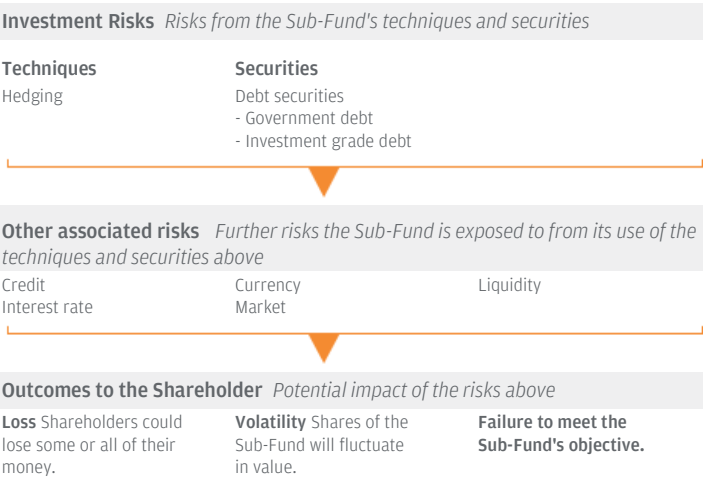 Investment Risks Risks from the Sub-Fund's techniques and securities
Techniques
Hedging
Securities
Debt securities
- Government debt
- Investment grade debt
Other associated risks Further risks the Sub-Fund is exposed to from its use of the
techniques and securities above
Credit
Interest rate
Currency
Market
Liquidity
Outcomes to the Shareholder Potential impact of the risks above
Loss Shareholders could
lose some or all of their
money.
Volatility Shares of the
Sub-Fund will fluctuate
in value.
Failure to meet the
Sub-Fund's objective.